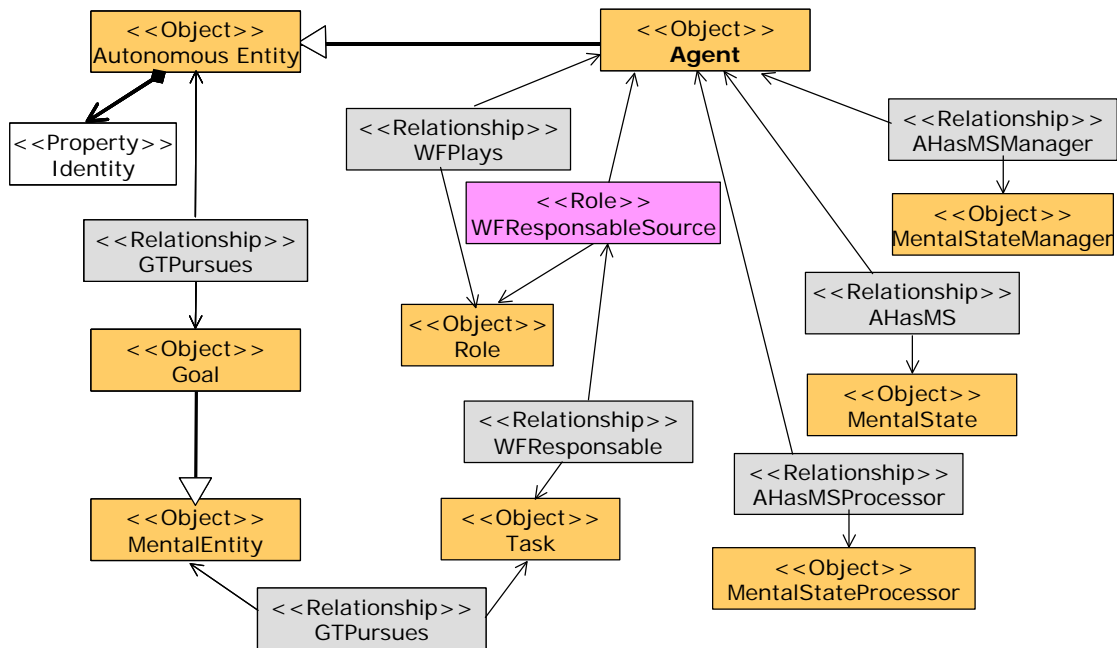 <<Object>>
Autonomous Entity
<<Object>>
Agent
<<Property>>
Identity
<<Relationship>>
WFPlays
<<Relationship>>
AHasMSManager
<<Role>>
WFResponsableSource
<<Object>>
MentalStateManager
<<Relationship>>
GTPursues
<<Relationship>>
AHasMS
<<Object>>
Role
<<Object>>
Goal
<<Object>>
MentalState
<<Relationship>>
WFResponsable
<<Relationship>>
AHasMSProcessor
<<Object>>
MentalEntity
<<Object>>
Task
<<Object>>
MentalStateProcessor
<<Relationship>>
GTPursues